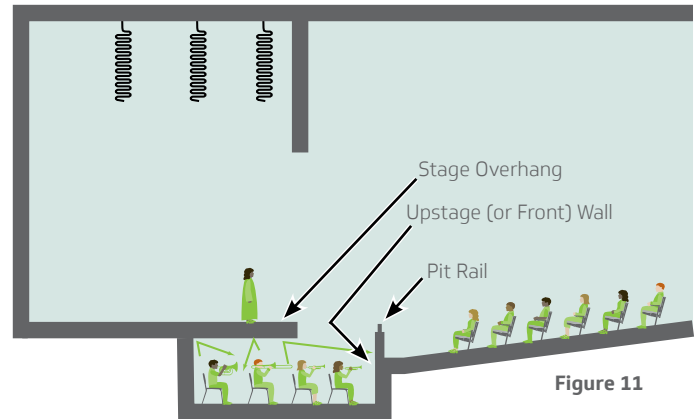 Stage Overhang
Upstage (or Front) Wall
Pit Rail
Figure 11